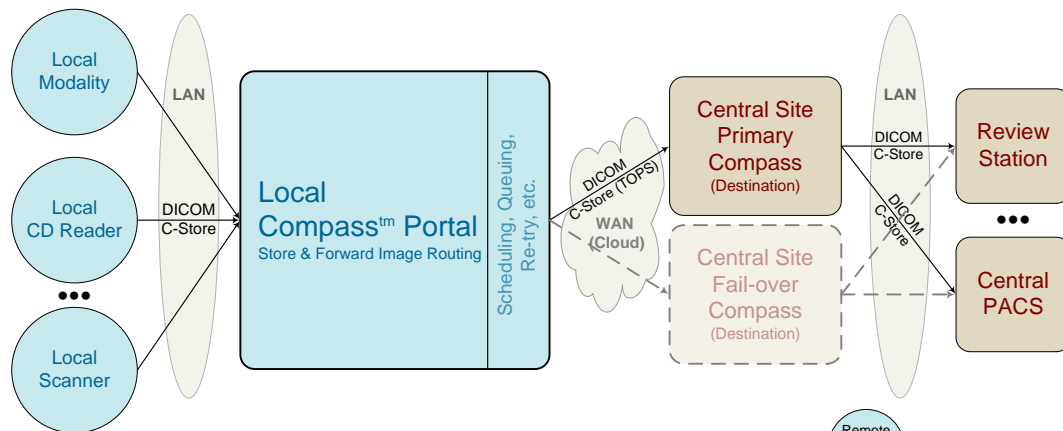 Local
Modality
LAN
Local
CD Reader
DICOM
C-Store
•••
Local
Scanner
Local
Compass™ Portal
Store & Forward Image Routing
Scheduling, Queuing,
Re-try, etc.
DICOM
C-Store (TOPS)
WAN
(Cloud)
Central Site
Primary
Compass
(Destination)
Central Site
Fail-over
Compass
(Destination)
LAN
DICOM
C-Store
DICOM
C-Store
Review
Station
•••
Central
PACS
Remote